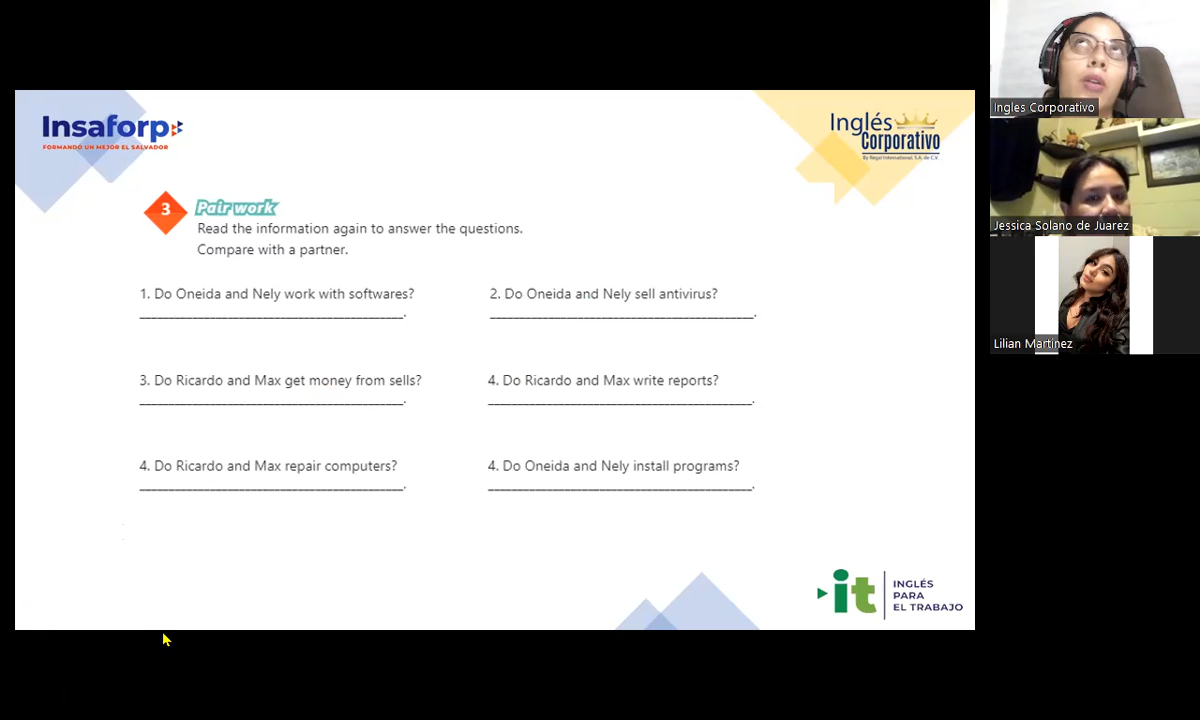 Insaforp
FORMANDO UN MEJOR EL SALVADOR
Inglés
Corporativo
By Regal International, S.A. de C.V.
3
Pair work
Read the information again to answer the questions.
Compare with a partner.
1. Do Oneida and Nely work with softwares?
2. Do Oneida and Nely sell antivirus?
3. Do Ricardo and Max get money from sells?
4. Do Ricardo and Max write reports?
4. Do Ricardo and Max repair computers?
4. Do Oneida and Nely install programs?
it
INGLÉS
PARA
EL TRABAJO
Ingles Corporativo
Jessica Solano de Juarez
Lilian Martinez